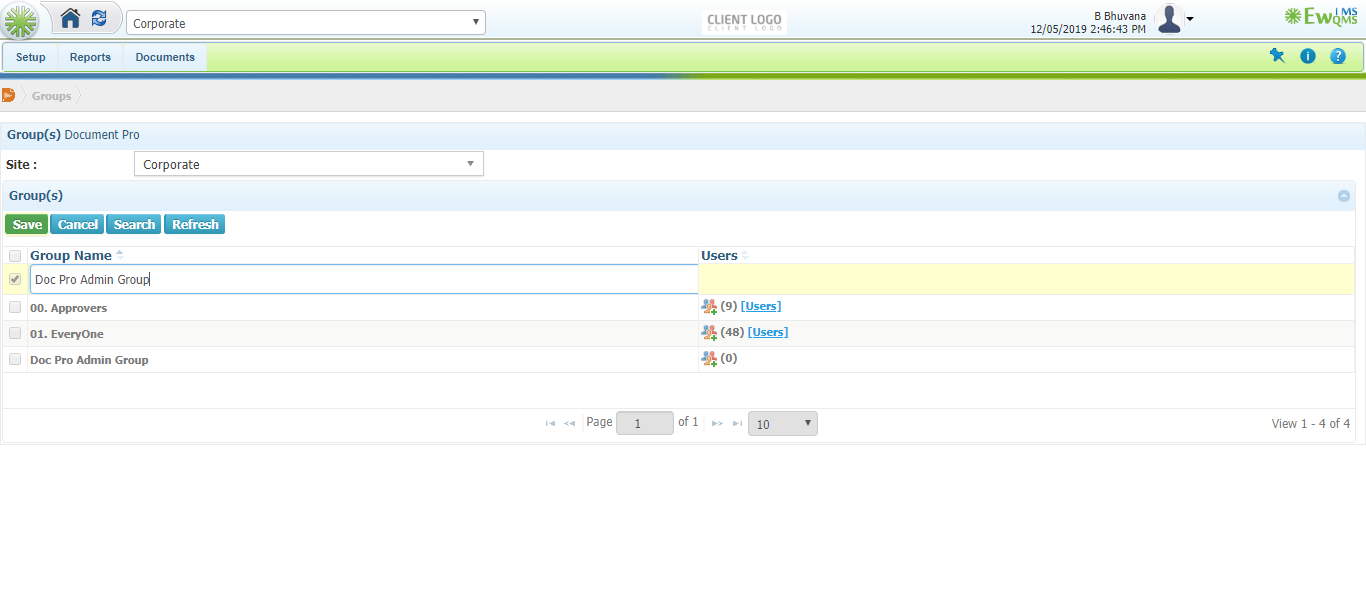 Corporate
CLIENT LOGO
CLIENT LOGO
B Bhuvana
12/05/2019 2:46:43 PM
EwQMS iMS
Setup Reports Documents
Groups
Group(s) Document Pro
Site : Corporate
Group(s)
Save Cancel Search Refresh
Group Name Users
Doc Pro Admin Group
00. Approvers (9) [Users]
01. EveryOne (48) [Users]
Doc Pro Admin Group (0)
Page 1 of 1 10 View 1 - 4 of 4